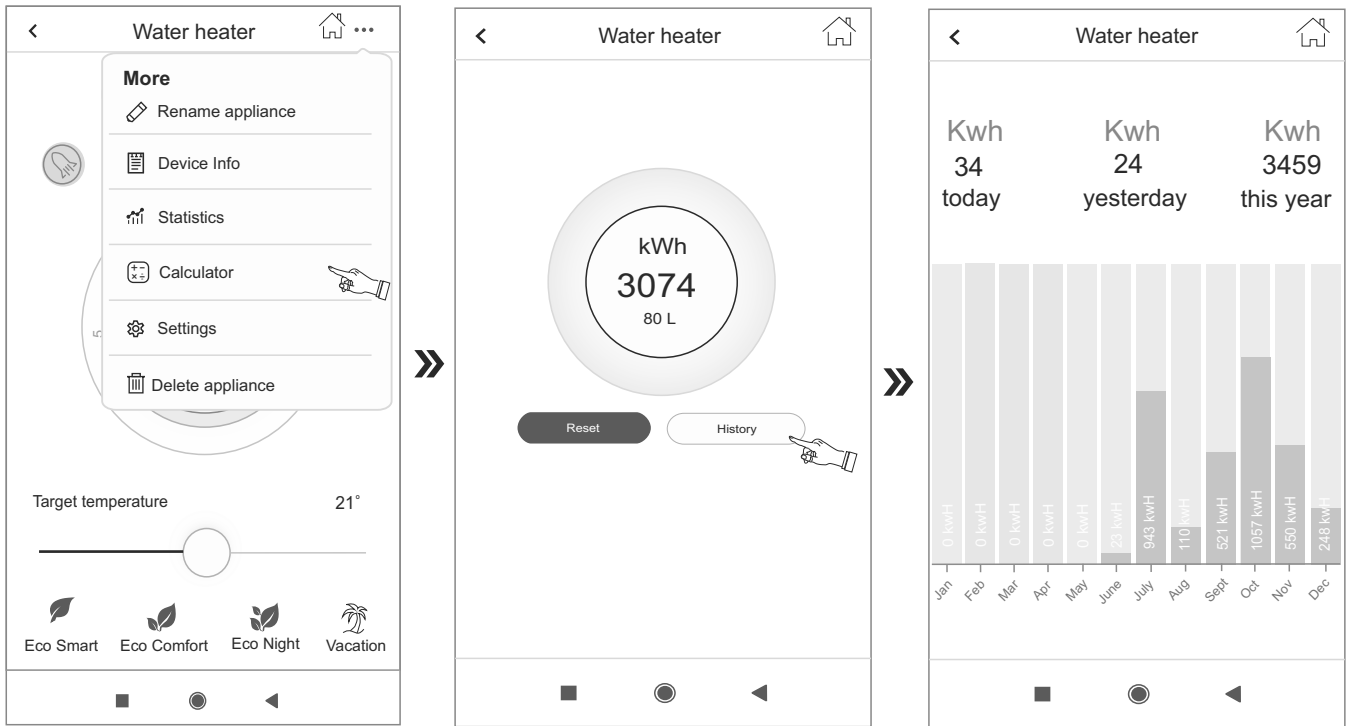 Water heater
More
Rename appliance
Device Info
Statistics
Calculator
Settings
Delete appliance
5
Target temperature 21°
Eco Smart Eco Comfort Eco Night Vacation
»
Water heater
kWh
3074
80 L
Reset History
»
Water heater
Kwh Kwh Kwh
34 24 3459
today yesterday this year
0 kwH 0 kwH 0 kwH 0 kwH 0 kwH 23 kwH 943 kwH 110 kwH 521 kwH 1057 kwH 550 kwH 248 kwH
Jan Feb Mar Apr May June July Aug Sept Oct Nov Dec